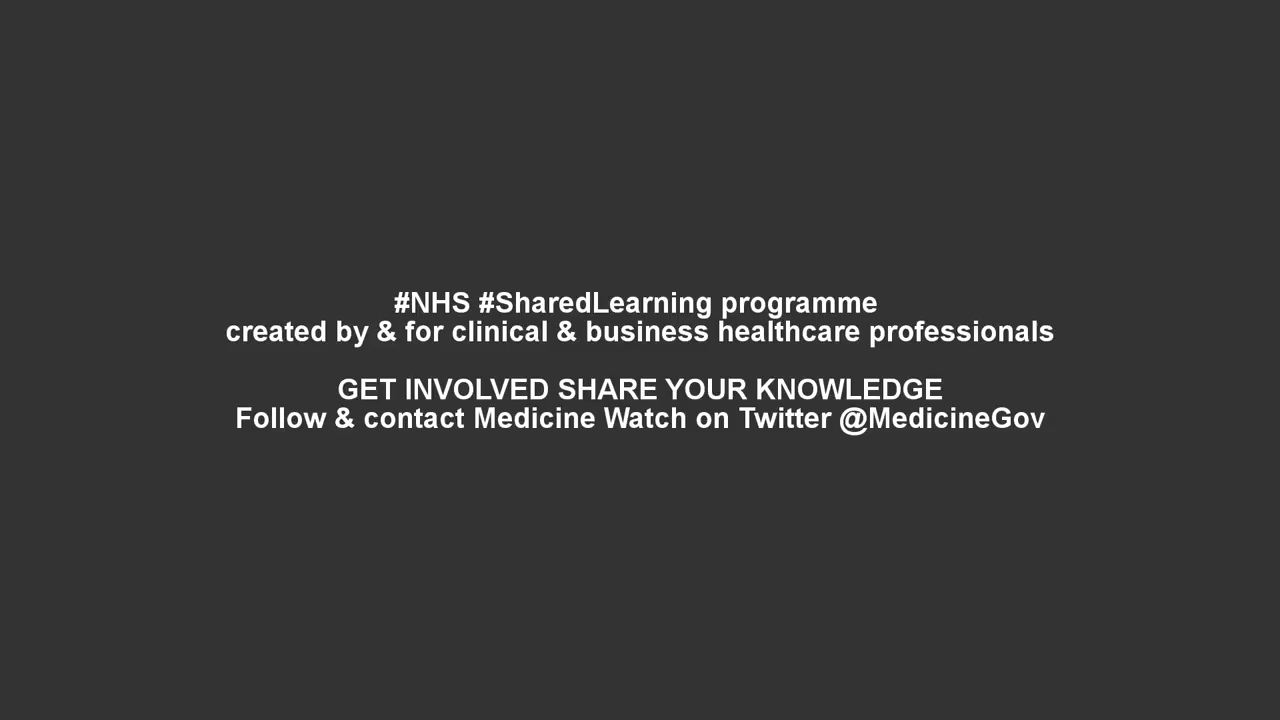 #NHS #SharedLearning programme
created by & for clinical & business healthcare professionals
GET INVOLVED SHARE YOUR KNOWLEDGE
Follow & contact Medicine Watch on Twitter @MedicineGov